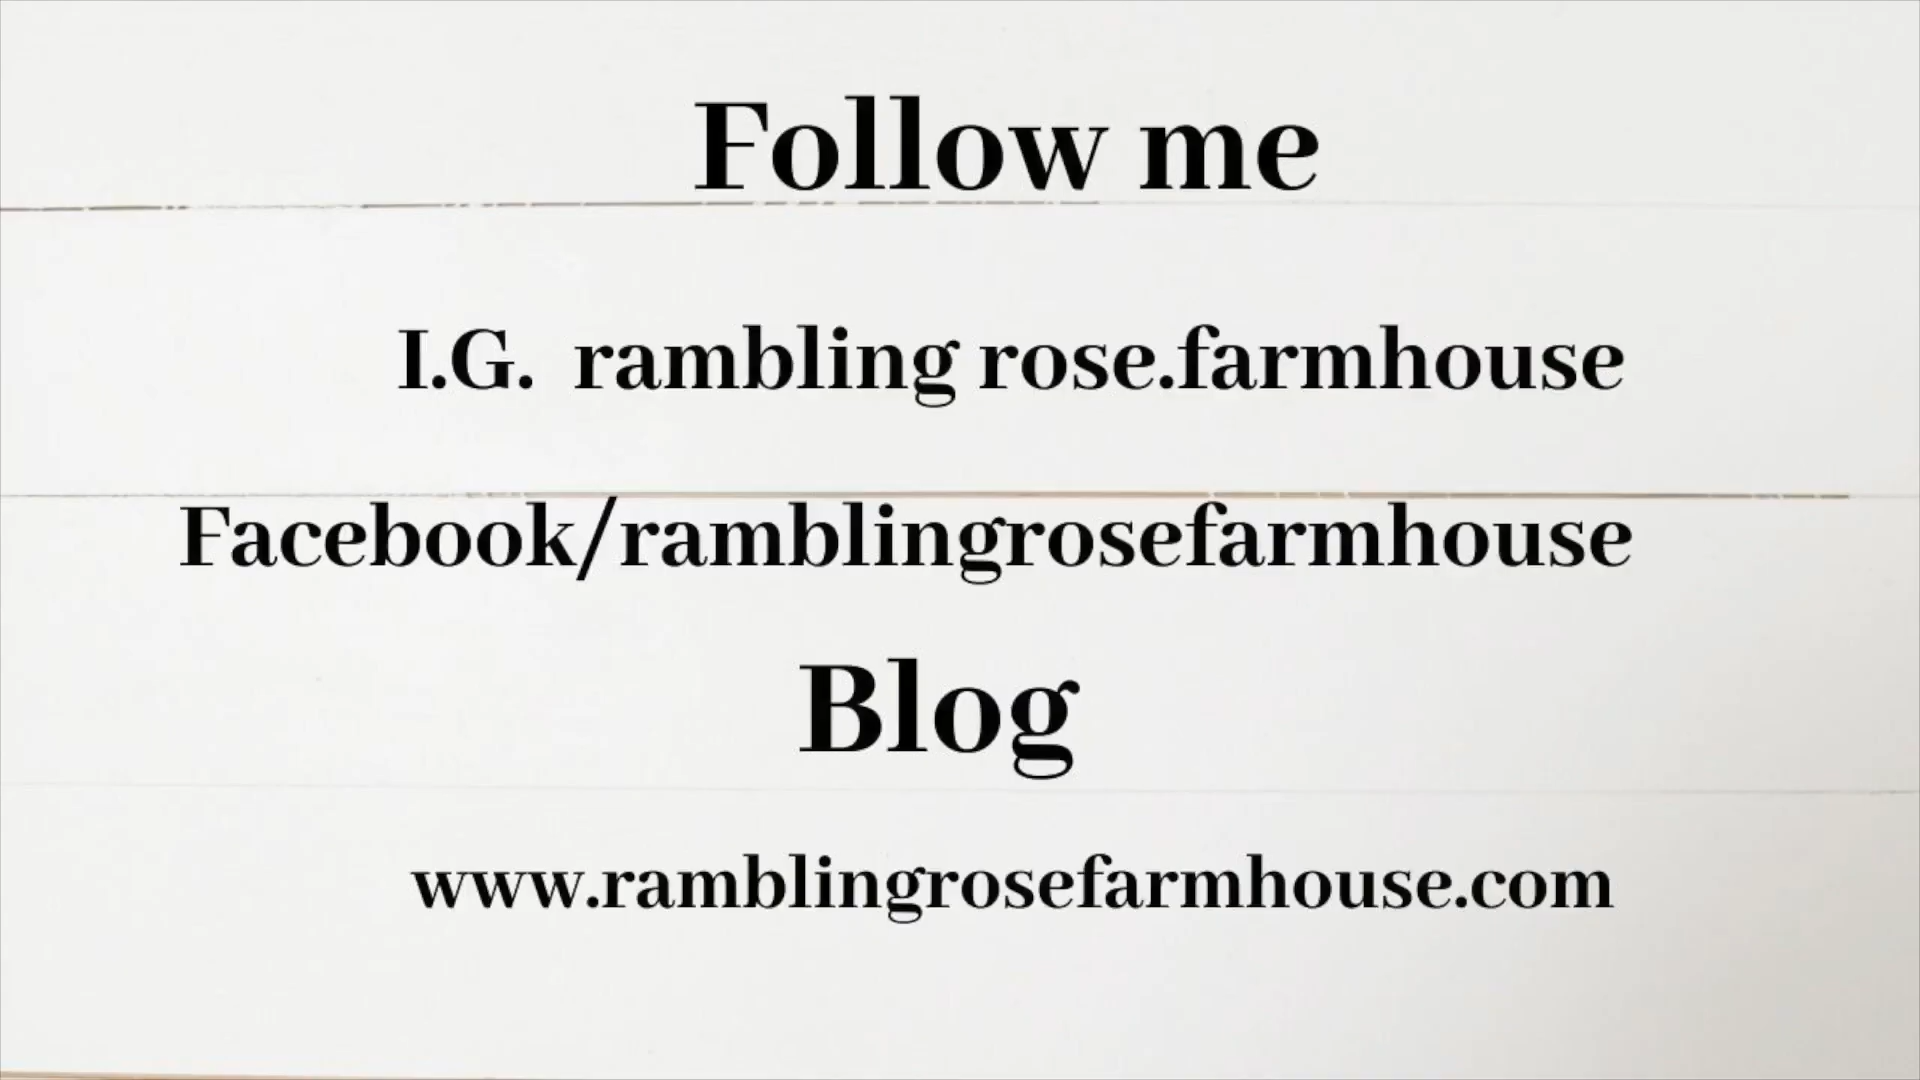 Follow me
I.G.  rambling rose.farmhouse
Facebook/ramblingrosefarmhouse
Blog
www.ramblingrosefarmhouse.com